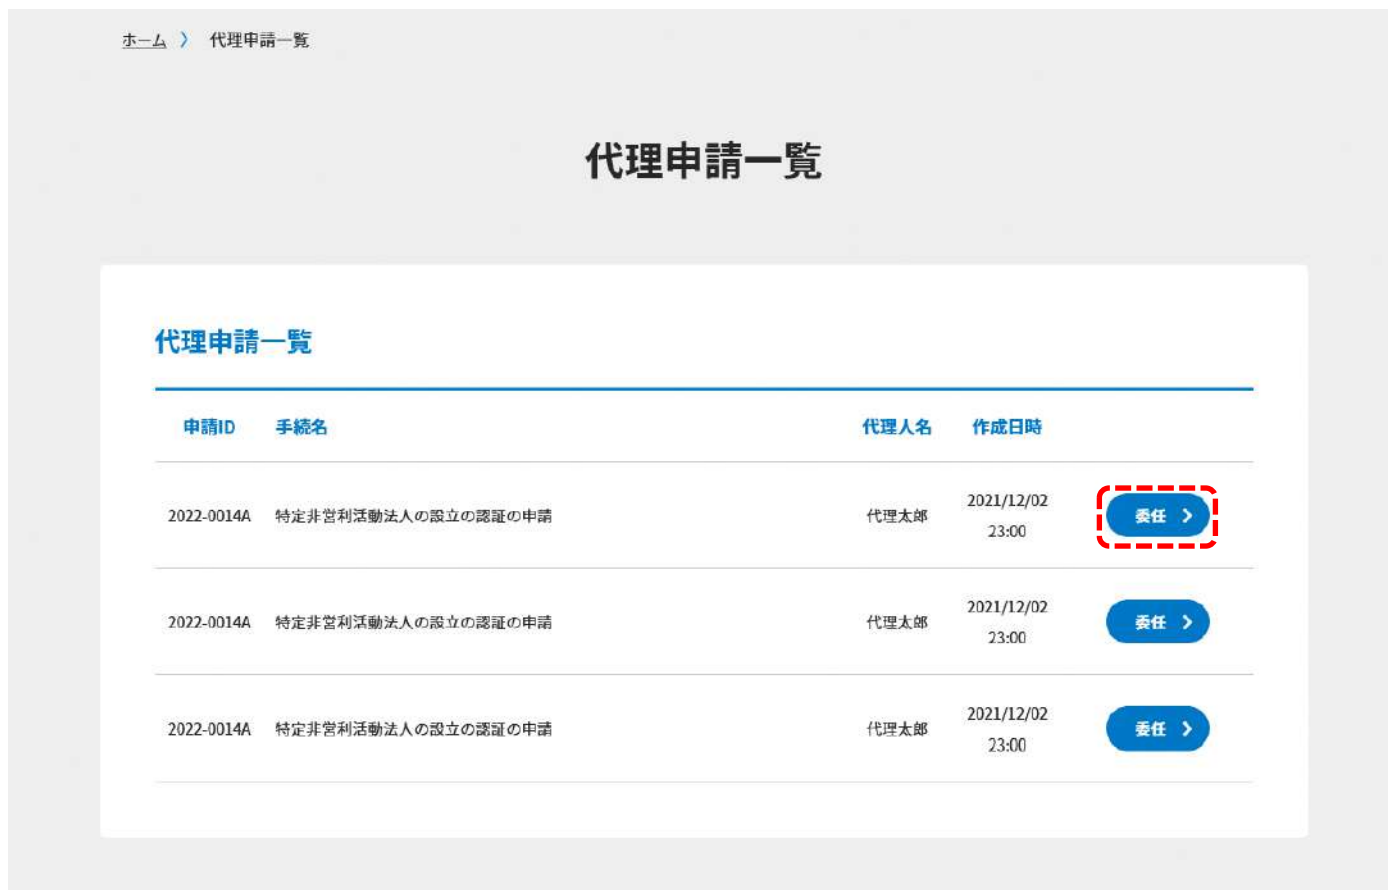 ホーム 〉 代理申請一覧
代理申請一覧
代理申請一覧
申請ID 手続名 代理人名 作成日時
2022-0014A 特定非営利活動法人の設立の認証の申請 代理太郎 2021/12/02 23:00 委任
2022-0014A 特定非営利活動法人の設立の認証の申請 代理太郎 2021/12/02 23:00 委任
2022-0014A 特定非営利活動法人の設立の認証の申請 代理太郎 2021/12/02 23:00 委任